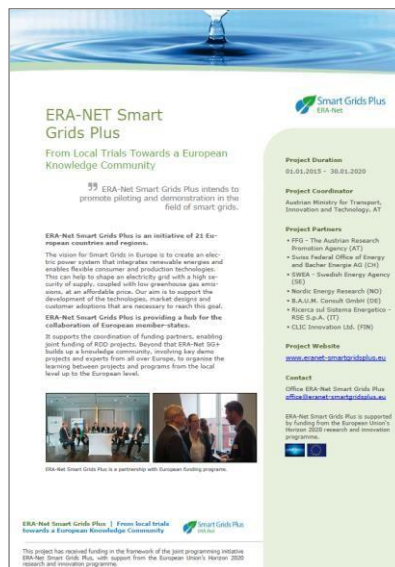 ERA-NET Smart
Grids Plus
From Local Trials Towards a European
Knowledge Community
” ERA-Net Smart Grids Plus intends to
promote piloting and demonstration in the
field of smart grids.
ERA-Net Smart Grids Plus is an initiative of 21 Eu-
ropean countries and regions.
The vision for Smart Grids in Europe is to create an elec-
tric power system that integrates renewable energies and
enables flexible consumer and production technologies.
This can help to shape an electricity grid with a high se-
curity of supply, coupled with low greenhouse gas emis-
sions, at an affordable price. Our aim is to support the
development of the technologies, market designs and
customer adoptions that are necessary to reach this goal.
ERA-Net Smart Grids Plus is providing a hub for the
collaboration of European member-states.
It supports the coordination of funding partners, enabling
joint funding of RDD projects. Beyond that ERA-Net SG+
builds up a knowledge community, involving key demo
projects and experts from all over Europe, to organise the
learning between projects and programs from the local
level up to the European level.
ERA-Net Smart Grids Plus is a partnership with European funding programs.
ERA-Net Smart Grids Plus | From local trials
towards a European Knowledge Community
Smart Grids Plus
ERA-Net
This project has received funding in the framework of the joint programming initiative
ERA-Net Smart Grids Plus, with support from the European Union's Horizon 2020
research and innovation programme.
Smart Grids Plus
ERA-Net
Project Duration
01.01.2015 - 30.01.2020
Project Coordinator
Austrian Ministry for Transport,
Innovation and Technology, AT
Project Partners
• FFG - The Austrian Research
Promotion Agency (AT)
• Swiss Federal Office of Energy
and Bacher Energie AG (CH)
• SWEA - Swedish Energy Agency
(SE)
• Nordic Energy Research (NO)
• B.A.U.M. Consult GmbH (DE)
• Ricerca sul Sistema Energetico -
RSE S.p.A. (IT)
• CLIC Innovation Ltd. (FIN)
Project Website
www.eranet-smartgridsplus.eu
Contact
Office ERA-Net Smart Grids Plus
office@eranet-smartgridsplus.eu
ERA-Net Smart Grids Plus is supported
by funding from the European Union's
Horizon 2020 research and innovation
programme.